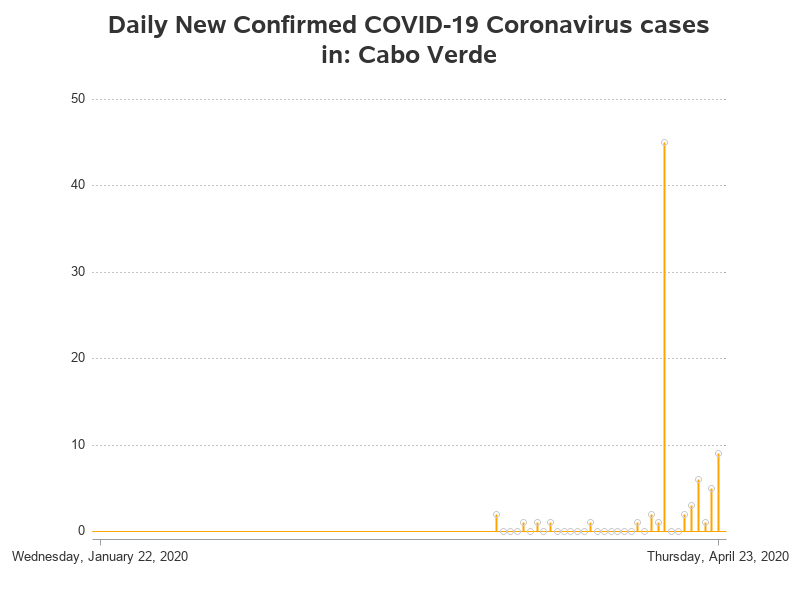 Daily New Confirmed COVID-19 Coronavirus cases
in: Cabo Verde
50
40
30
20
10
0
Wednesday, January 22, 2020
Thursday, April 23, 2020